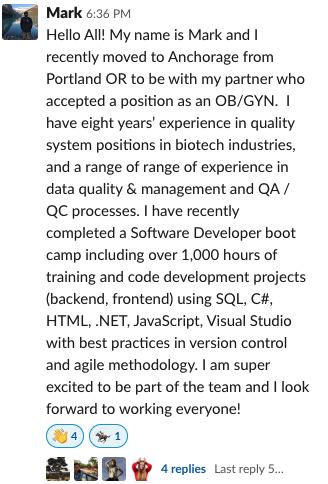 Mark 6:36 PM
Hello All! My name is Mark and I
recently moved to Anchorage from
Portland OR to be with my partner who
accepted a position as an OB/GYN.  I
have eight years’ experience in quality
system positions in biotech industries,
and a range of range of experience in
data quality & management and QA /
QC processes. I have recently
completed a Software Developer boot
camp including over 1,000 hours of
training and code development projects
(backend, frontend) using SQL, C#,
HTML, .NET, JavaScript, Visual Studio
with best practices in version control
and agile methodology. I am super
excited to be part of the team and I look
forward to working everyone!
4 1
4 replies Last reply 5...